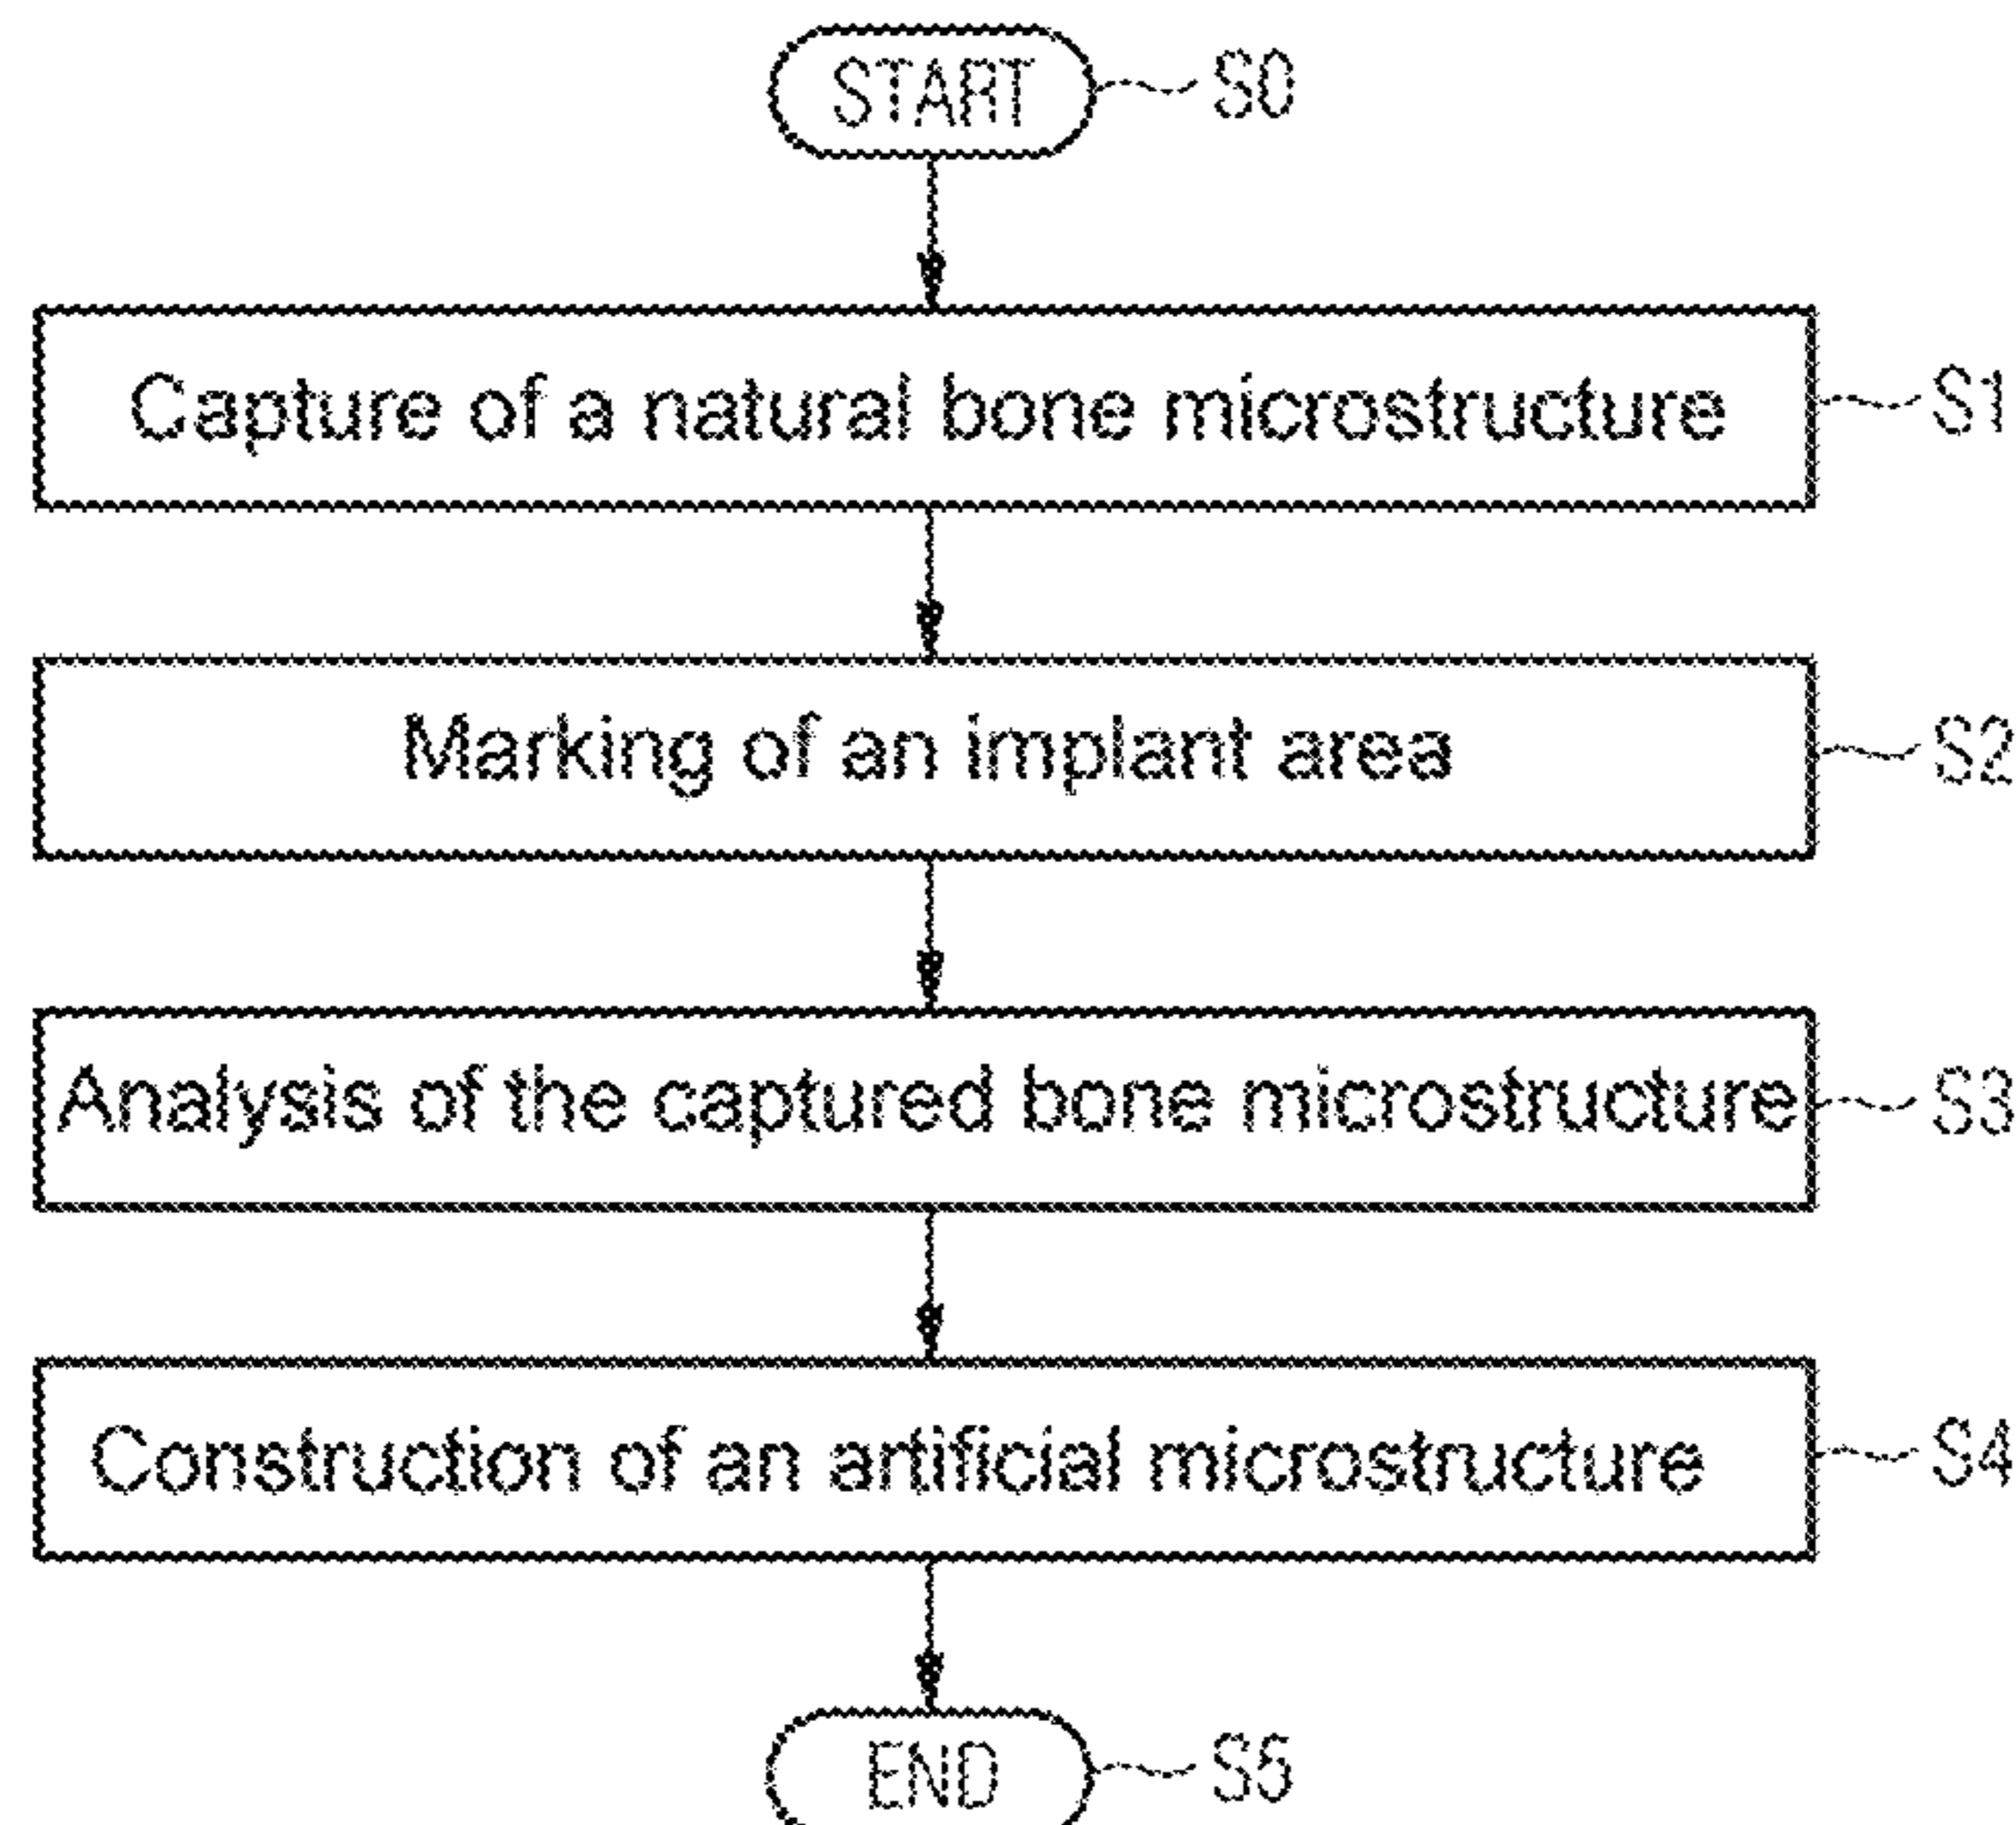 START S0
Capture of a natural bone microstructure S1
Marking of an implant area S2
Analysis of the captured bone microstructure S3
Construction of an artificial microstructure S4
END S5